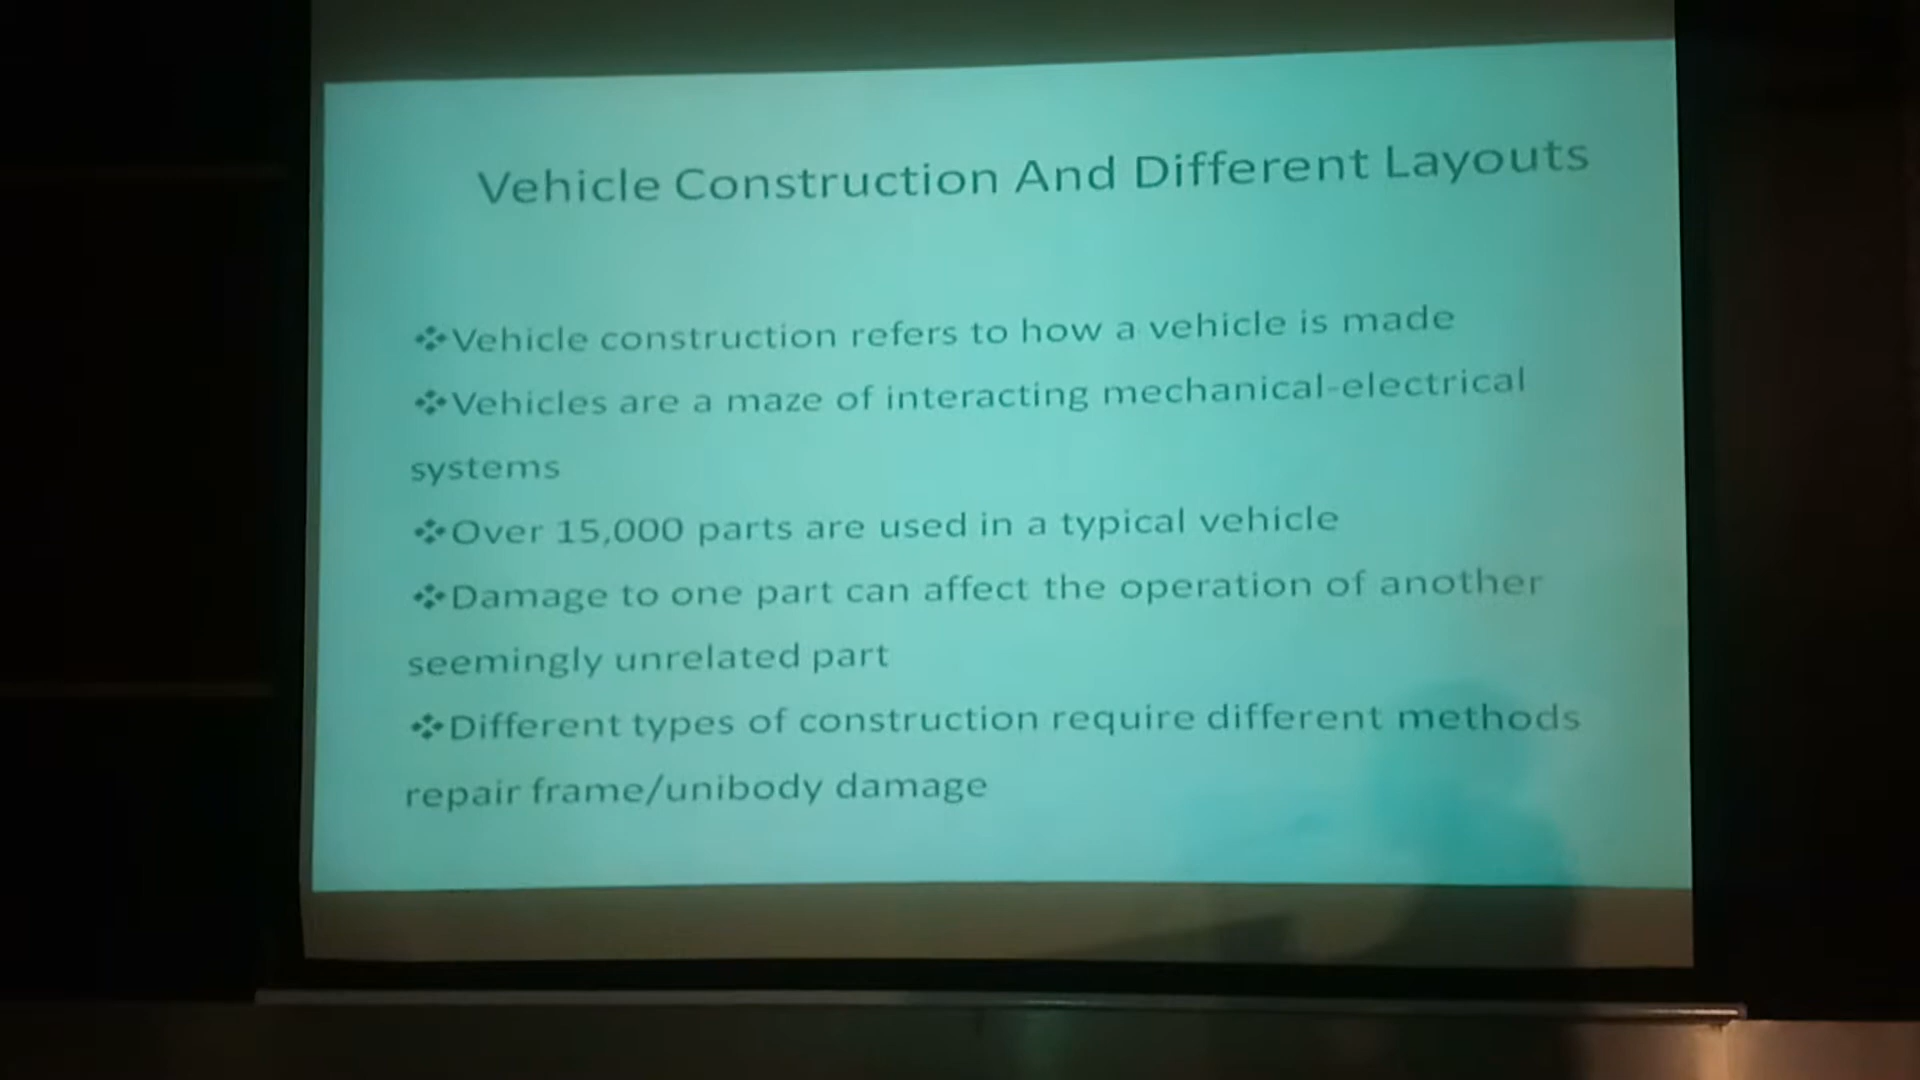 Vehicle Construction And Different Layouts
❖Vehicle construction refers to how a vehicle is made
❖Vehicles are a maze of interacting mechanical-electrical
systems
❖Over 15,000 parts are used in a typical vehicle
❖Damage to one part can affect the operation of another
seemingly unrelated part
❖Different types of construction require different methods
repair frame/unibody damage